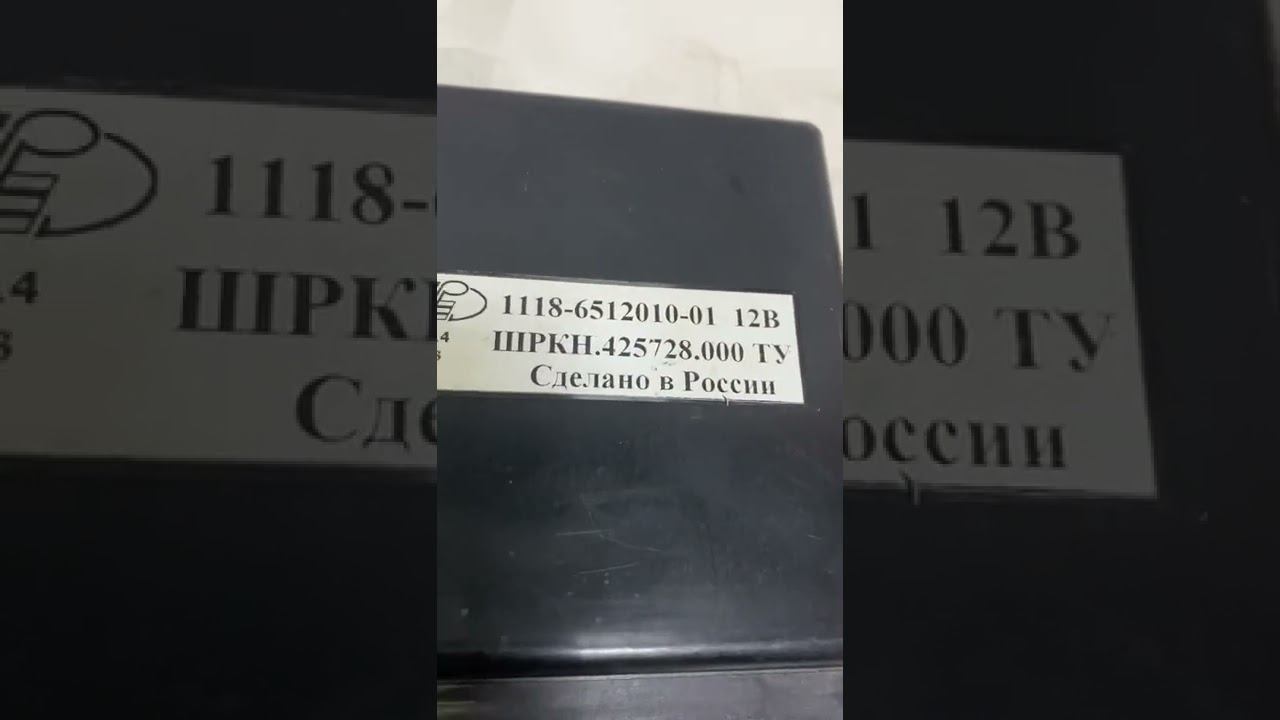 1118-6512010-01 12В
ШРКН.425728.000 ТУ
Сделано в России